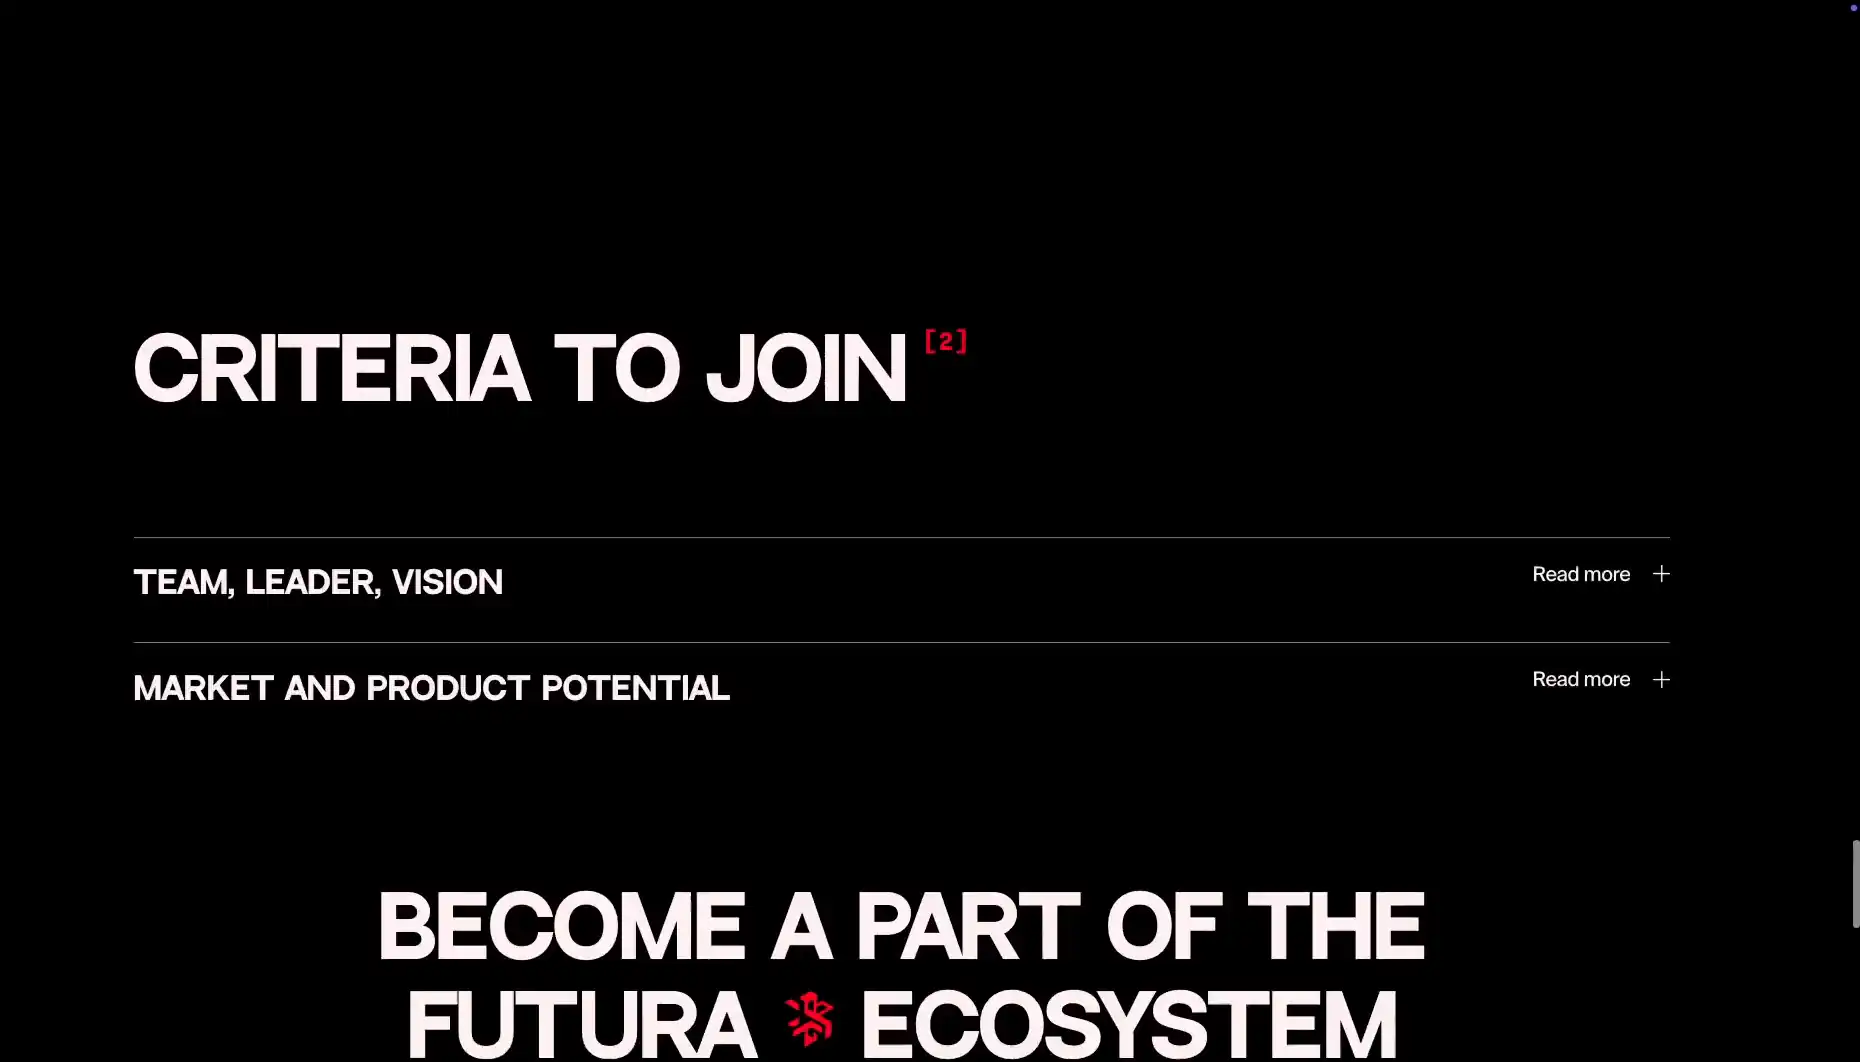 CRITERIA TO JOIN [2]
TEAM, LEADER, VISION
Read more
MARKET AND PRODUCT POTENTIAL
Read more
BECOME A PART OF THE
FUTURA ECOSYSTEM